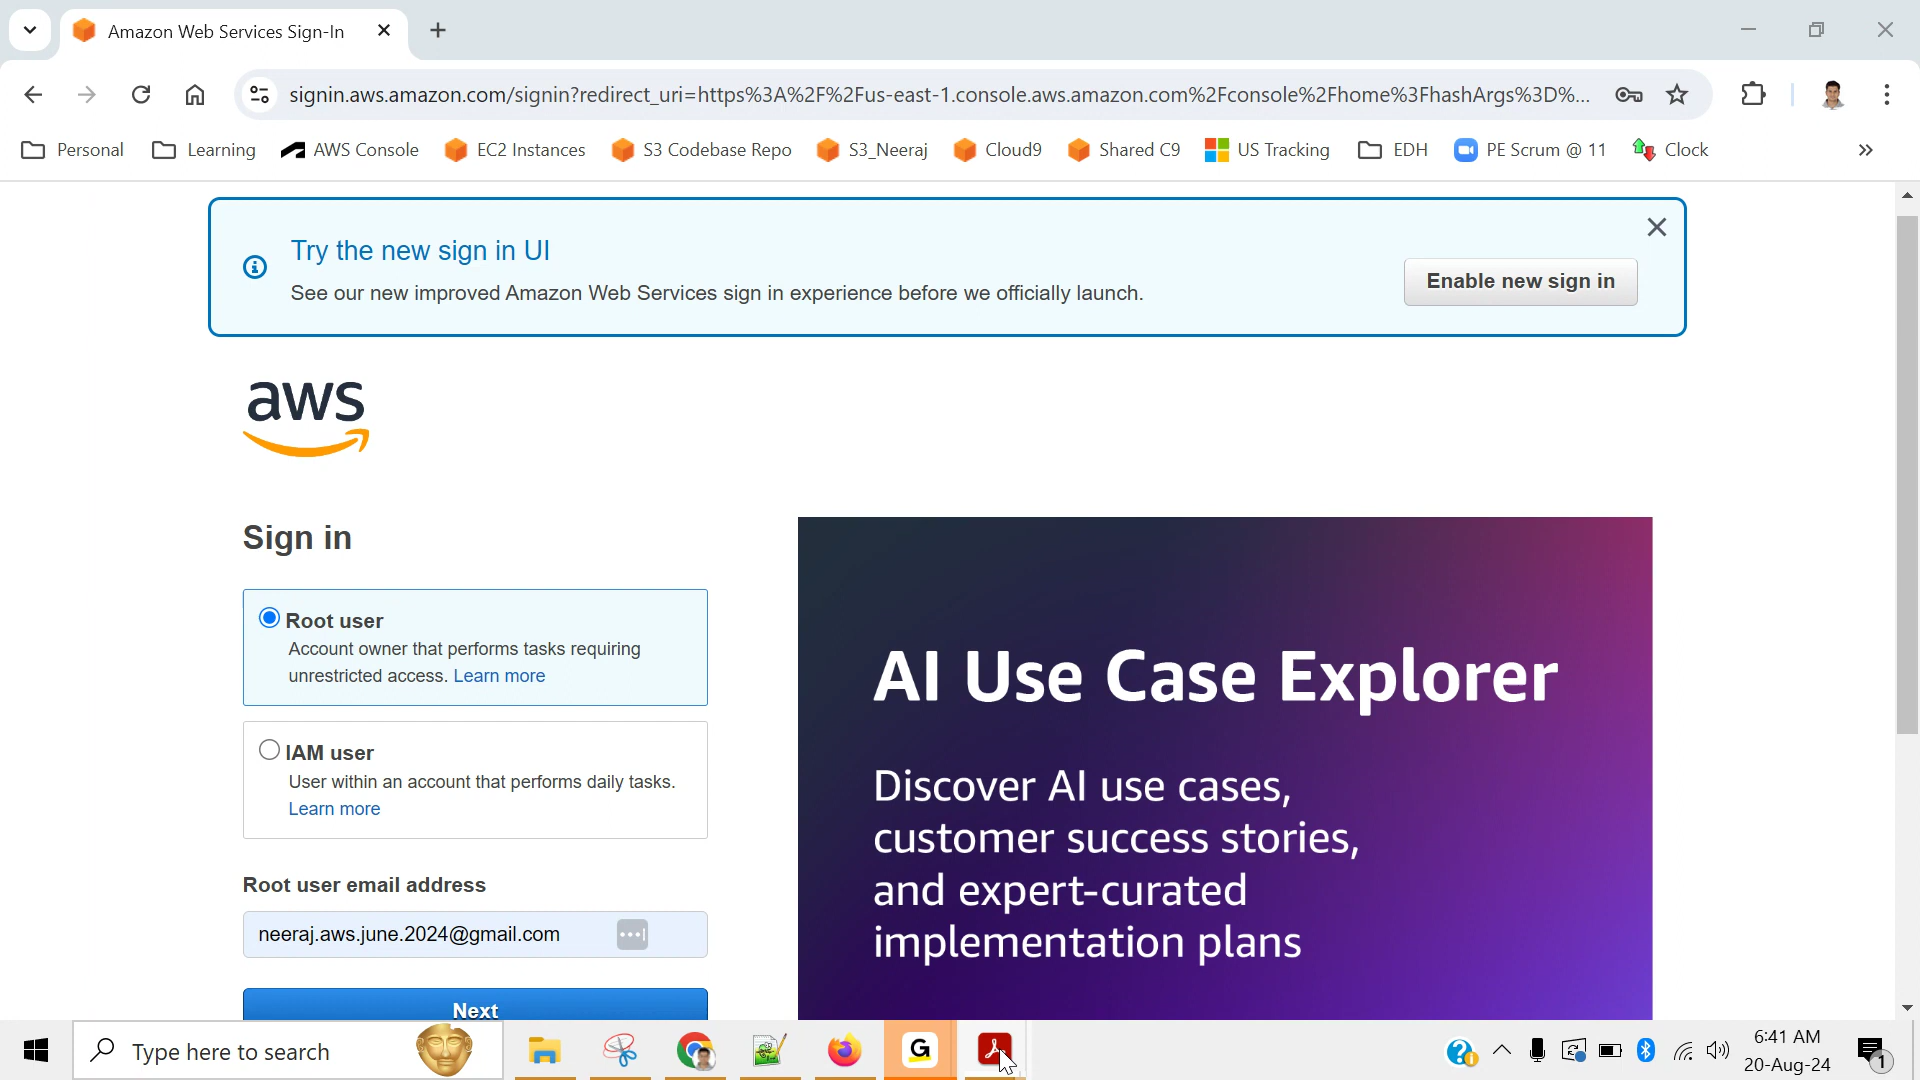 Amazon Web Services Sign-In
signin.aws.amazon.com/signin?redirect_uri=https%3A%2F%2Fus-east-1.console.aws.amazon.com%2Fconsole%2Fhome%3FhashArgs%3D%...
Personal
Learning
AWS Console
EC2 Instances
S3 Codebase Repo
S3_Neeraj
Cloud9
Shared C9
US Tracking
EDH
PE Scrum @ 11
Clock
Try the new sign in UI
See our new improved Amazon Web Services sign in experience before we officially launch.
Enable new sign in
aws
Sign in
Root user
Account owner that performs tasks requiring
unrestricted access. Learn more
IAM user
User within an account that performs daily tasks.
Learn more
Root user email address
neeraj.aws.june.2024@gmail.com
Next
AI Use Case Explorer
Discover AI use cases,
customer success stories,
and expert-curated
implementation plans
Type here to search
G
6:41 AM
20-Aug-24
1